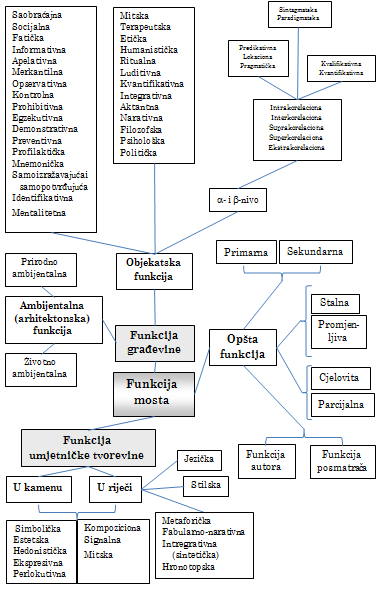 Saobraćajna
Socijalna
Fatička
Informativna
Apelativna
Merkantilna
Opservativna
Kontrolna
Prohibitivna
Egzekutivna
Demonstrativna
Preventivna
Profilaktička
Mnemonička
Samoizražavajućai
samopotvrđujuća
Identifikativna
Mentalitetna
Mitska
Terapeutska
Etička
Humanistička
Ritualna
Luditivna
Kvantifikativna
Integrativna
Aktantna
Narativna
Filozofska
Psihološka
Politička
Sintagmatska
Paradigmatska
Predikativna
Lokaciona
Pragmatička
Kvalifikativna
Kvantifikativna
Intrakorelaciona
Interkorelaciona
Suprakorelaciona
Superkorelaciona
Ekstrakorelaciona
α- i β-nivo
Objekatska
funkcija
Prirodno
ambijentalna
Ambijentalna
(arhitektonska)
funkcija
Životno
ambijentalna
Funkcija
građevine
Funkcija
mosta
Primarna
Sekundarna
Opšta
funkcija
Stalna
Promjen-
ljiva
Cjelovita
Parcijalna
Funkcija
autora
Funkcija
posmatrača
Funkcija
umjetničke tvorevine
U kamenu
U riječi
Jezička
Stilska
Simbolička
Estetska
Hedonistička
Ekspresivna
Perlokutivna
Kompoziciona
Signalna
Mitska
Metaforička
Fabularno-narativna
Intregrativna
(sintetička)
Hronotopska